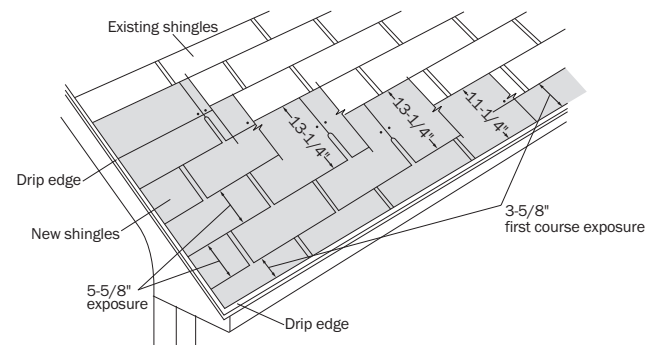 Existing shingles
13-1/4"
13-1/4"
11-1/4"
Drip edge
New shingles
3-5/8"
first course exposure
5-5/8"
exposure
Drip edge